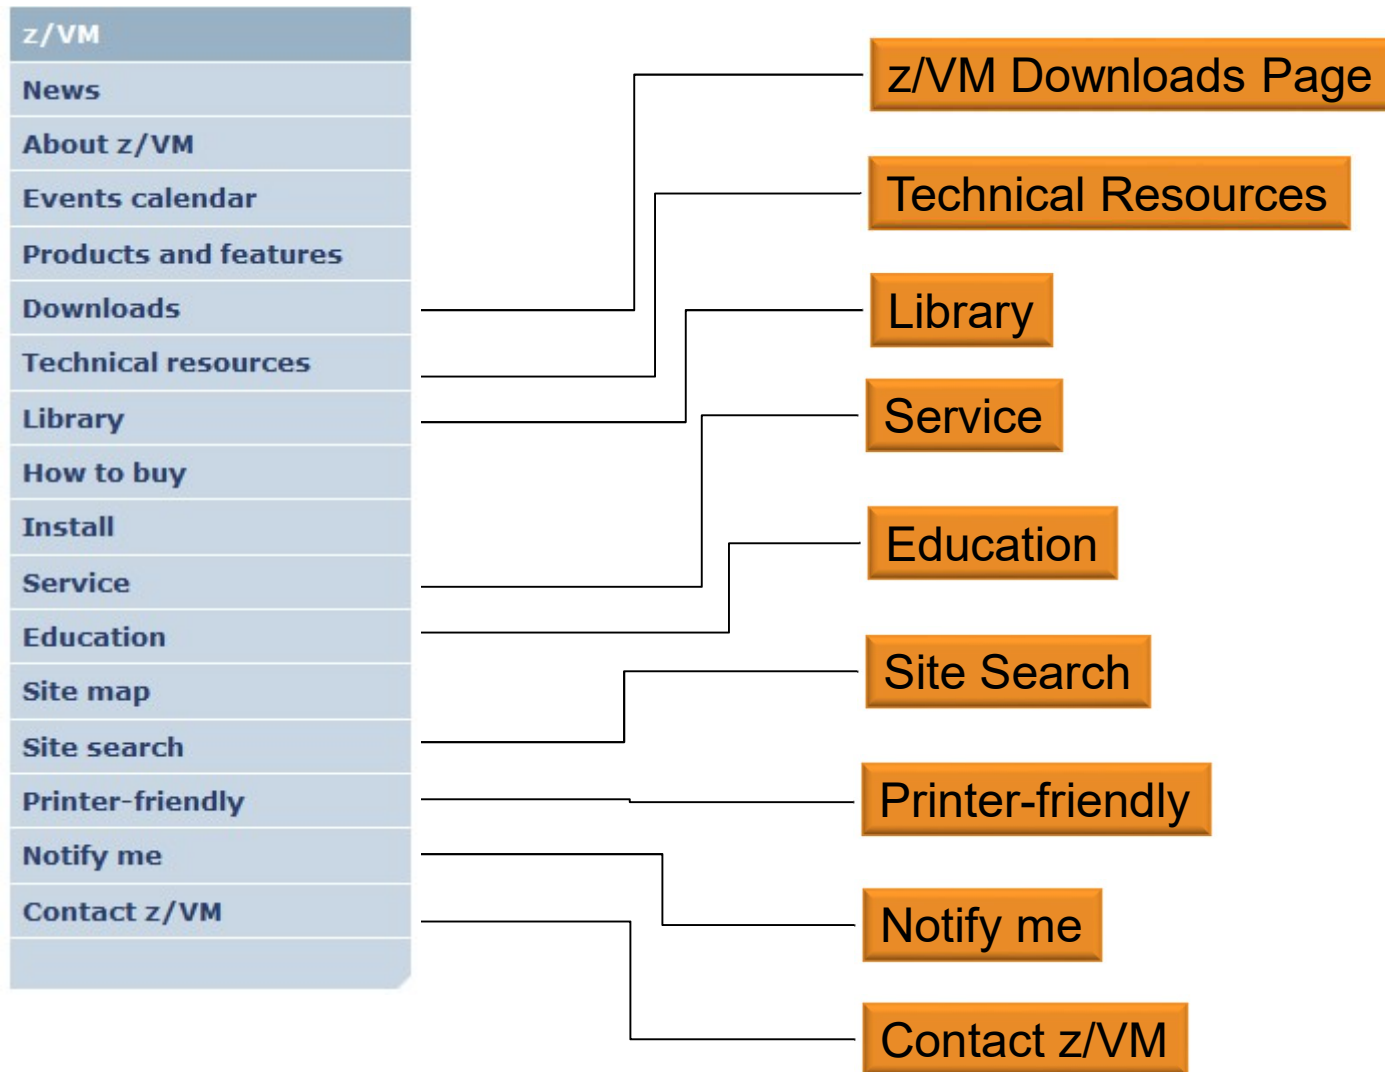 z/VM
News
About z/VM
Events calendar
Products and features
Downloads
Technical resources
Library
How to buy
Install
Service
Education
Site map
Site search
Printer-friendly
Notify me
Contact z/VM
z/VM Downloads Page
Technical Resources
Library
Service
Education
Site Search
Printer-friendly
Notify me
Contact z/VM